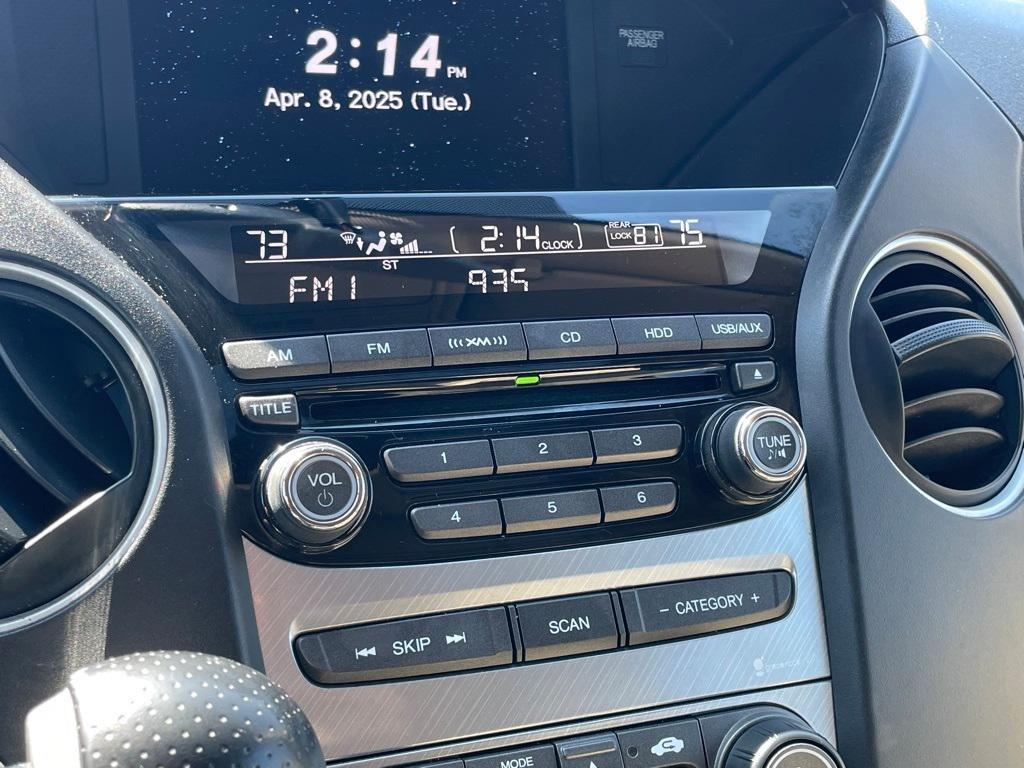 PASSENGER
AIRBAG
2:14 PM
Apr. 8, 2025 (Tue.)
73 2:14 CLOCK REAR LOCK 81 75
ST
FM1 935
AM FM XM CD HDD USB/AUX
TITLE
VOL
TUNE
1 2 3
4 5 6
SKIP SCAN - CATEGORY +
MODE